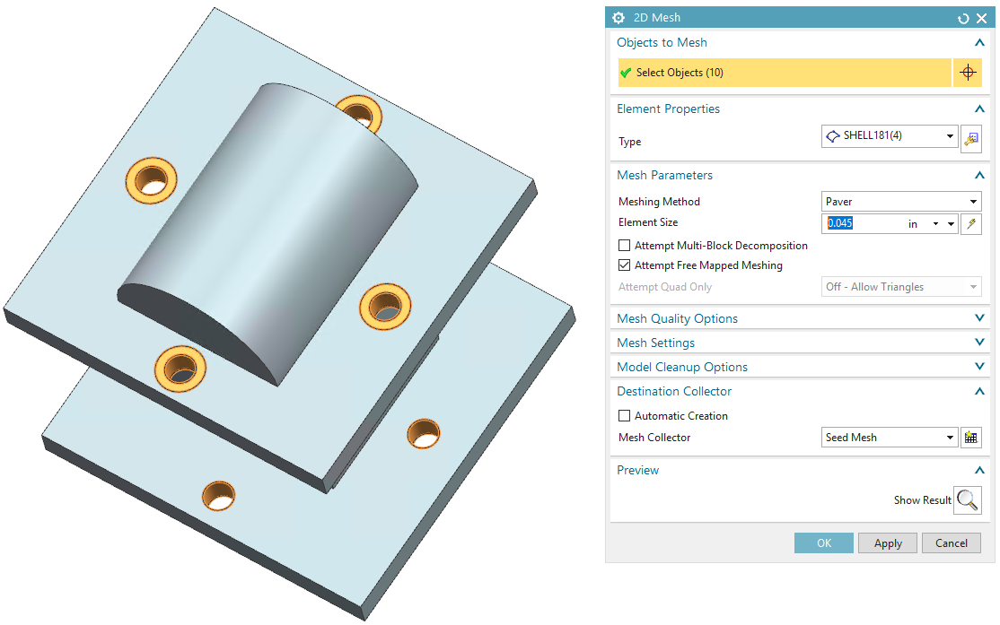 2D Mesh
Objects to Mesh
Select Objects (10)
Element Properties
Type SHELL181(4)
Mesh Parameters
Meshing Method Paver
Element Size 0.045 in
Attempt Multi-Block Decomposition
Attempt Free Mapped Meshing
Attempt Quad Only Off - Allow Triangles
Mesh Quality Options
Mesh Settings
Model Cleanup Options
Destination Collector
Automatic Creation
Mesh Collector Seed Mesh
Preview
Show Result
OK Apply Cancel